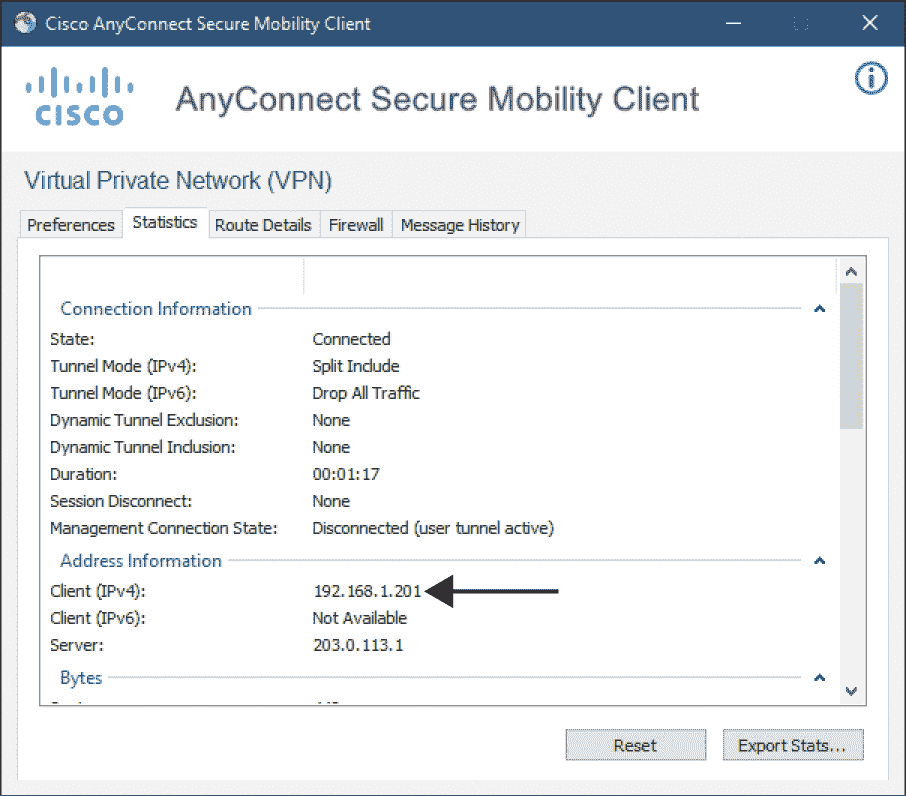 Cisco AnyConnect Secure Mobility Client
CISCO
AnyConnect Secure Mobility Client
Virtual Private Network (VPN)
Preferences Statistics Route Details Firewall Message History
Connection Information
State: Connected
Tunnel Mode (IPv4): Split Include
Tunnel Mode (IPv6): Drop All Traffic
Dynamic Tunnel Exclusion: None
Dynamic Tunnel Inclusion: None
Duration: 00:01:17
Session Disconnect: None
Management Connection State: Disconnected (user tunnel active)
Address Information
Client (IPv4): 192.168.1.201
Client (IPv6): Not Available
Server: 203.0.113.1
Bytes
Reset Export Stats...